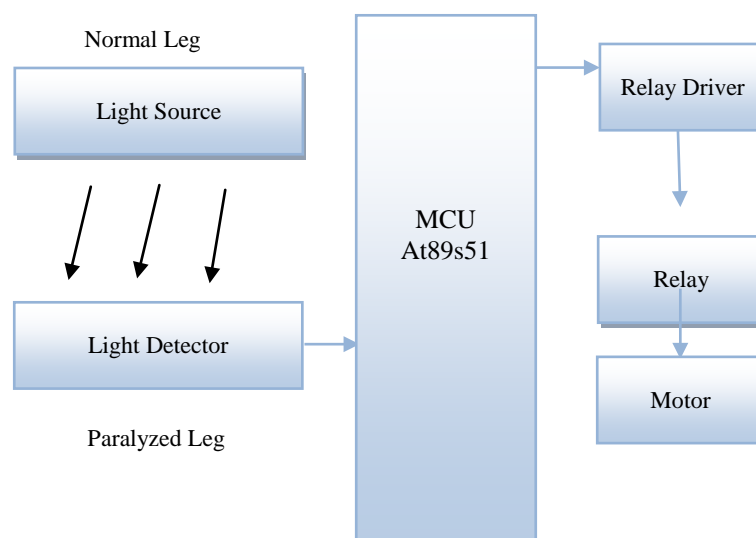 Normal Leg
Light Source
Light Detector
Paralyzed Leg
MCU
At89s51
Relay Driver
Relay
Motor